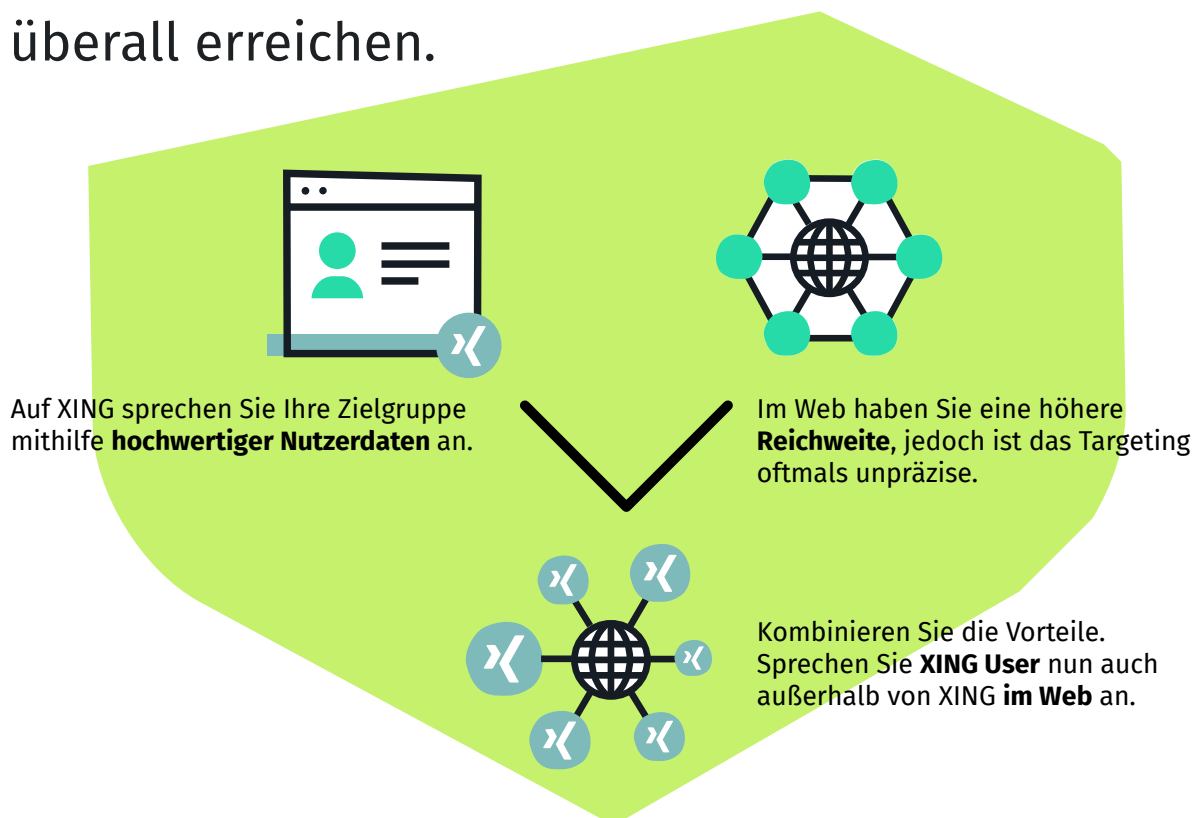 überall erreichen.
Auf XING sprechen Sie Ihre Zielgruppe
mithilfe hochwertiger Nutzerdaten an.
Im Web haben Sie eine höhere
Reichweite, jedoch ist das Targeting
oftmals unpräzise.
Kombinieren Sie die Vorteile.
Sprechen Sie XING User nun auch
außerhalb von XING im Web an.